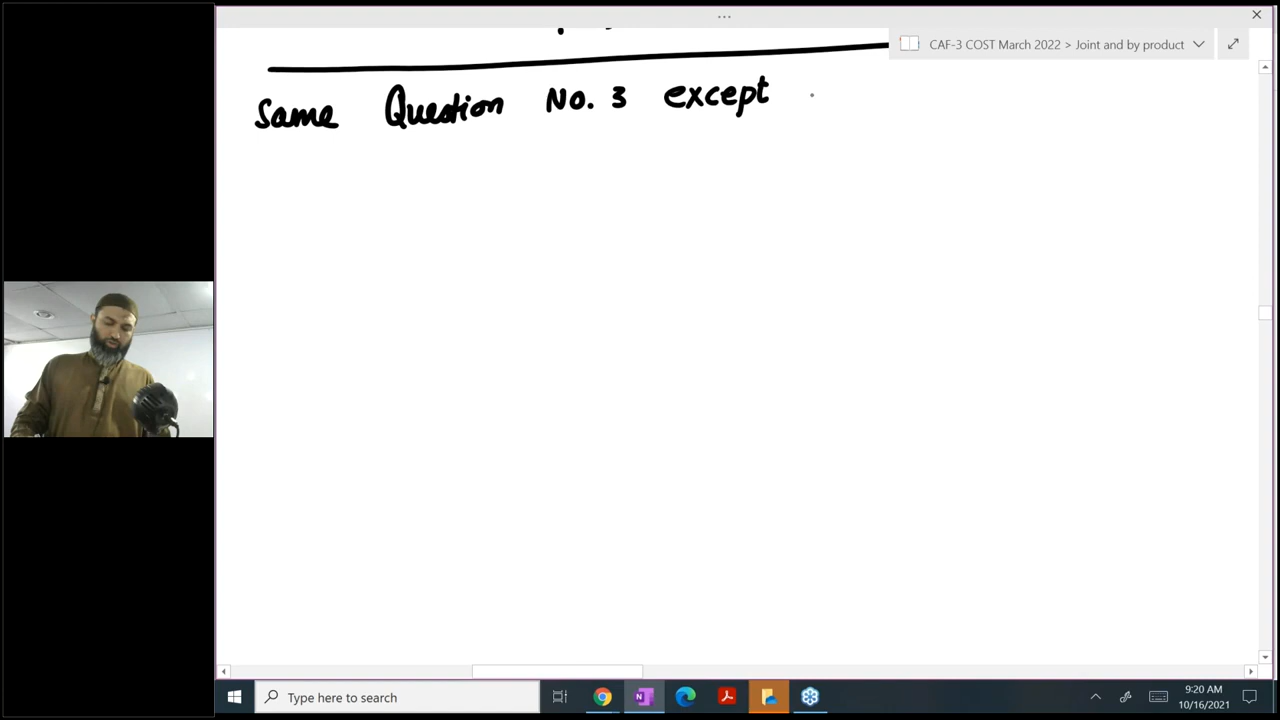 CAF-3 COST March 2022 > Joint and by product
Same Question No. 3 except
Type here to search
9:20 AM
10/16/2021